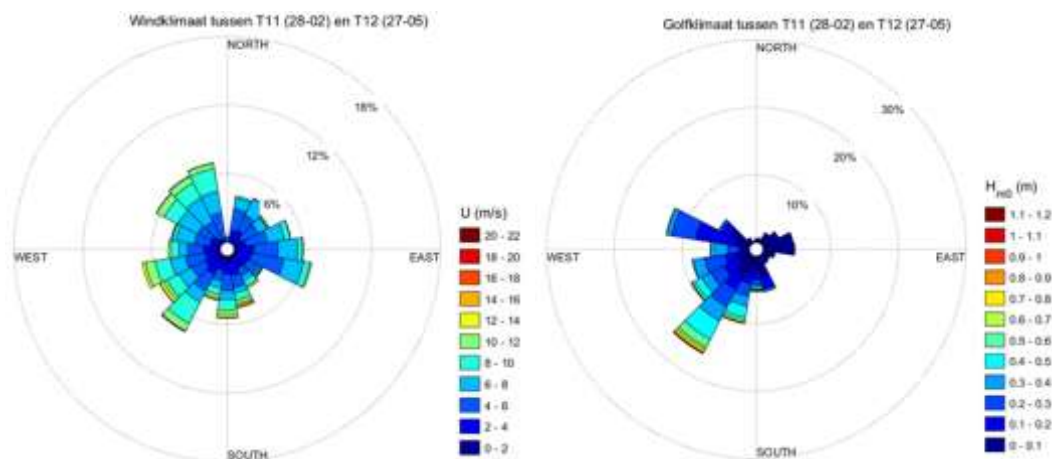 Windklimaat tussen T11 (28-02) en T12 (27-05)
NORTH
18%
12%
6%
WEST
EAST
SOUTH
U (m/s)
20 - 22
18 - 20
16 - 18
14 - 16
12 - 14
10 - 12
8 - 10
6 - 8
4 - 6
2 - 4
0 - 2
Golfklimaat tussen T11 (28-02) en T12 (27-05)
NORTH
30%
20%
10%
WEST
EAST
SOUTH
Hm0 (m)
1.1 - 1.2
1 - 1.1
0.9 - 1
0.8 - 0.9
0.7 - 0.8
0.6 - 0.7
0.5 - 0.6
0.4 - 0.5
0.3 - 0.4
0.2 - 0.3
0.1 - 0.2
0 - 0.1